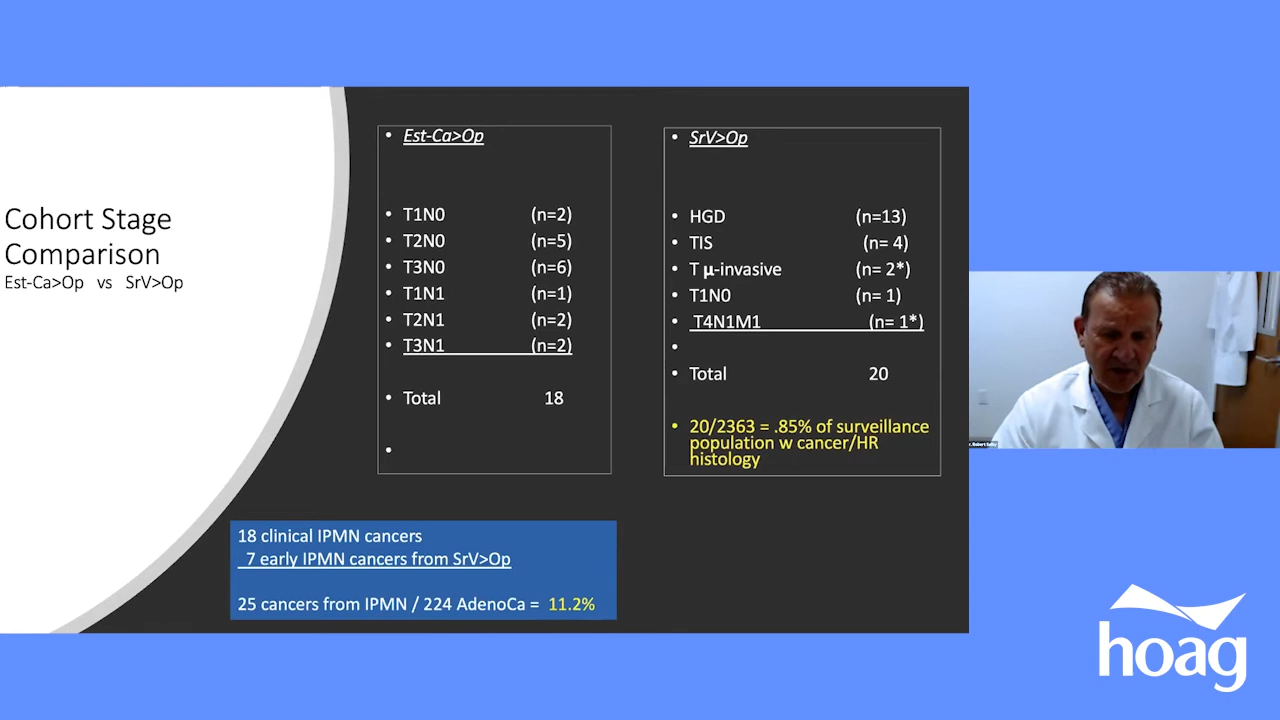 Cohort Stage
Comparison
Est-Ca>Op vs SrV>Op
• Est-Ca>Op
• T1N0 (n=2)
• T2N0 (n=5)
• T3N0 (n=6)
• T1N1 (n=1)
• T2N1 (n=2)
• T3N1 (n=2)
• Total 18
•
• SrV>Op
• HGD (n=13)
• TIS (n= 4)
• T µ-invasive (n= 2*)
• T1N0 (n= 1)
• T4N1M1 (n= 1*)
•
• Total 20
• 20/2363 = .85% of surveillance
population w cancer/HR
histology
18 clinical IPMN cancers
7 early IPMN cancers from SrV>Op
25 cancers from IPMN / 224 AdenoCa = 11.2%
Robert Selby
hoag